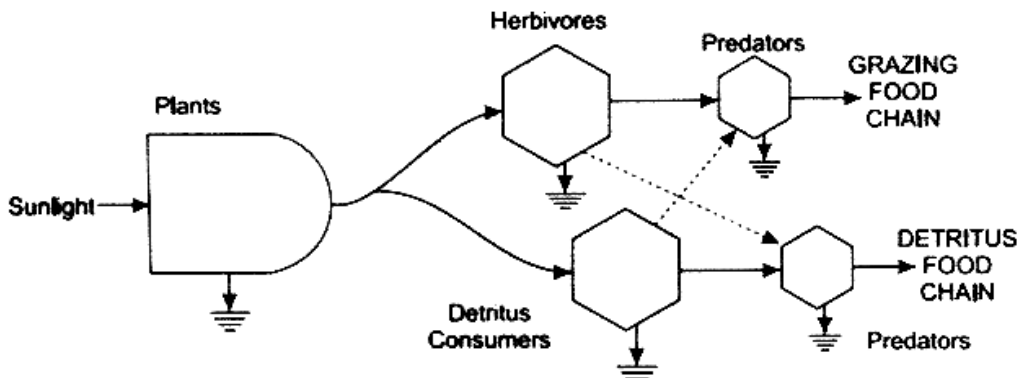 Herbivores
Predators
GRAZING
FOOD
CHAIN
Plants
Sunlight
DETRITUS
FOOD
CHAIN
Detritus
Consumers
Predators